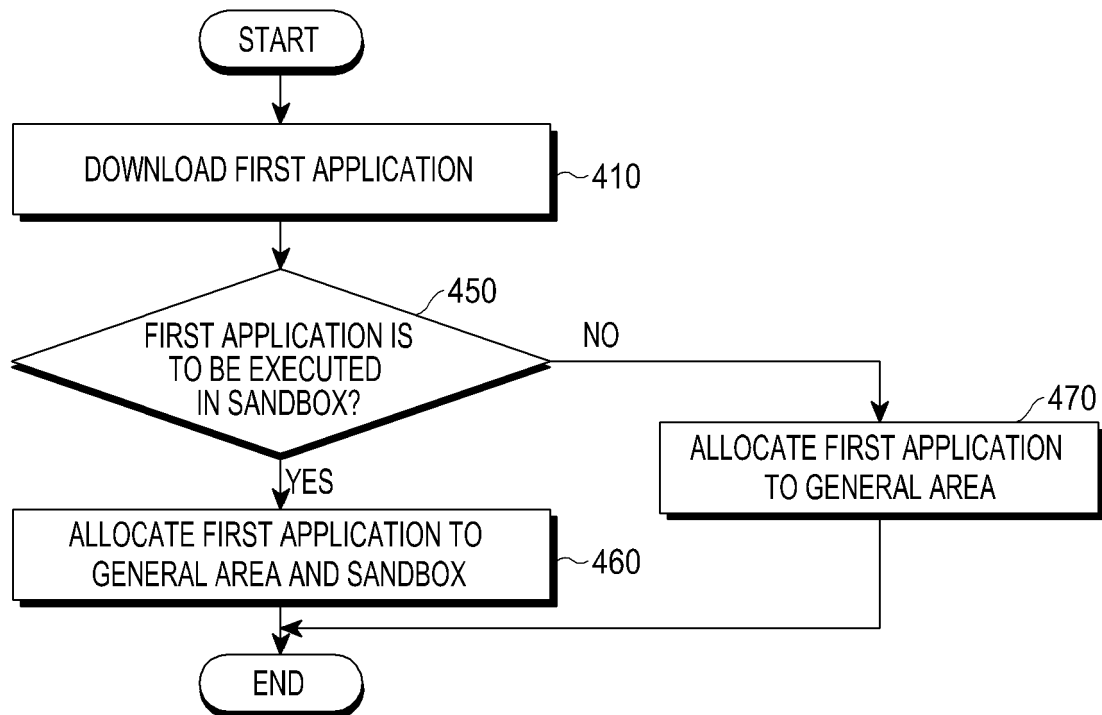 START
DOWNLOAD FIRST APPLICATION
410
450
FIRST APPLICATION IS
TO BE EXECUTED
IN SANDBOX?
NO
YES
470
ALLOCATE FIRST APPLICATION
TO GENERAL AREA
ALLOCATE FIRST APPLICATION TO
GENERAL AREA AND SANDBOX
460
END